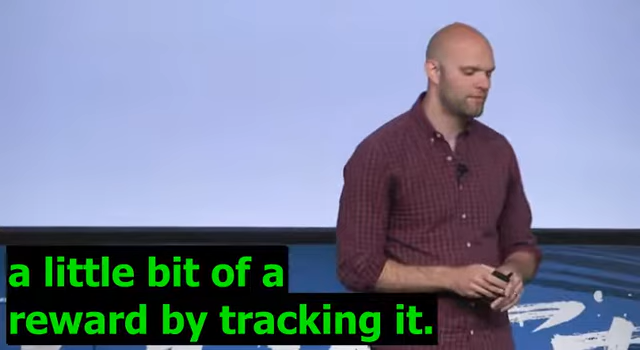 a little bit of a
reward by tracking it.